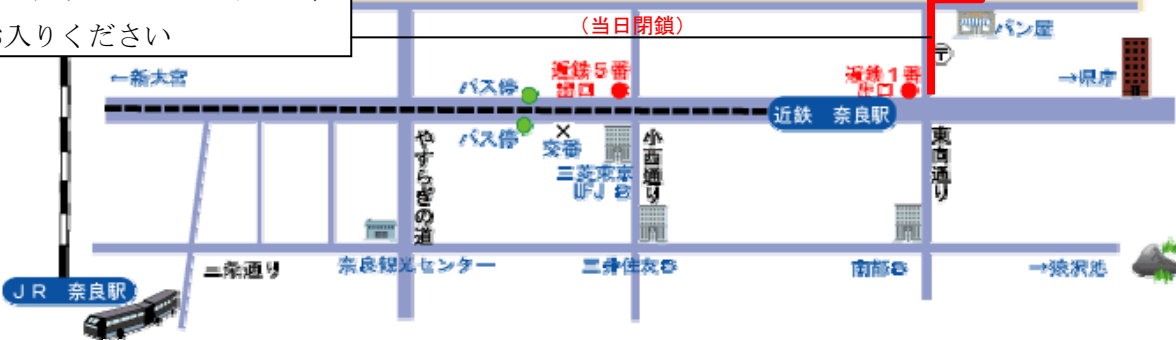 お入りください
(当日閉鎖)
パン屋
〒
←新大宮
バス停
近鉄5番
出口
近鉄1番
出口
→県庁
近鉄 奈良駅
バス停
交番
三菱東京
UFJ
やすらぎの道
小西通り
東向通り
三条通り
奈良観光センター
三井住友
南都
→猿沢池
JR 奈良駅